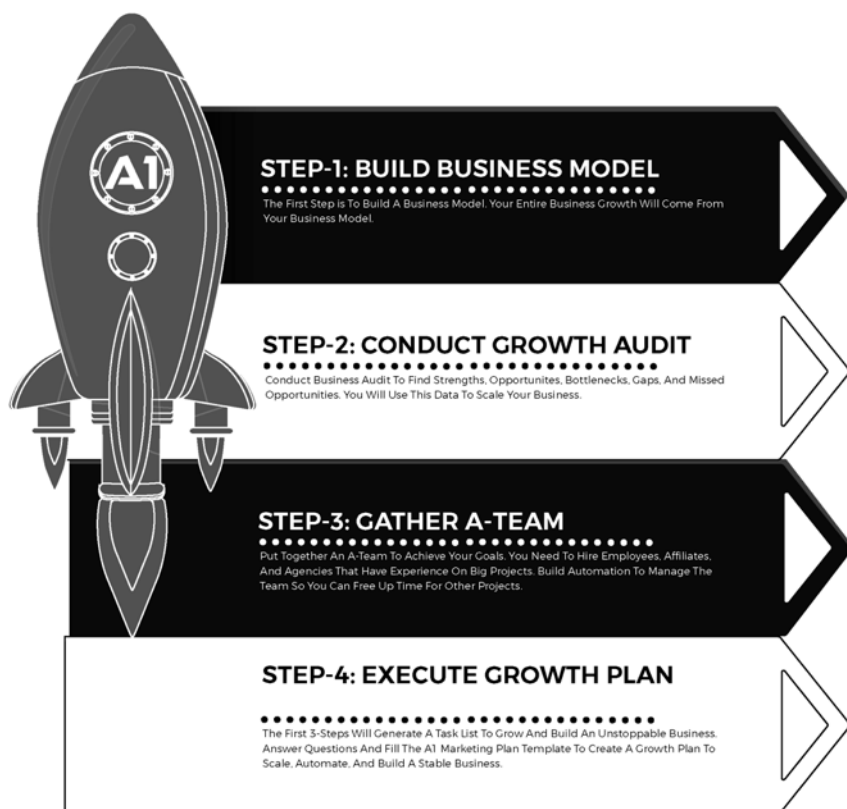 A1
STEP-1: BUILD BUSINESS MODEL
The First Step is To Build A Business Model. Your Entire Business Growth Will Come From
Your Business Model.
STEP-2: CONDUCT GROWTH AUDIT
Conduct Business Audit To Find Strengths, Opportunites, Bottlenecks, Gaps, And Missed
Opportunities. You Will Use This Data To Scale Your Business.
STEP-3: GATHER A-TEAM
Put Together An A-Team To Achieve Your Goals. You Need To Hire Employees, Affiliates,
And Agencies That Have Experience On Big Projects. Build Automation To Manage The
Team So You Can Free Up Time For Other Projects.
STEP-4: EXECUTE GROWTH PLAN
The First 3-Steps Will Generate A Task List To Grow And Build An Unstoppable Business.
Answer Questions And Fill The A1 Marketing Plan Template To Create A Growth Plan To
Scale, Automate, And Build A Stable Business.